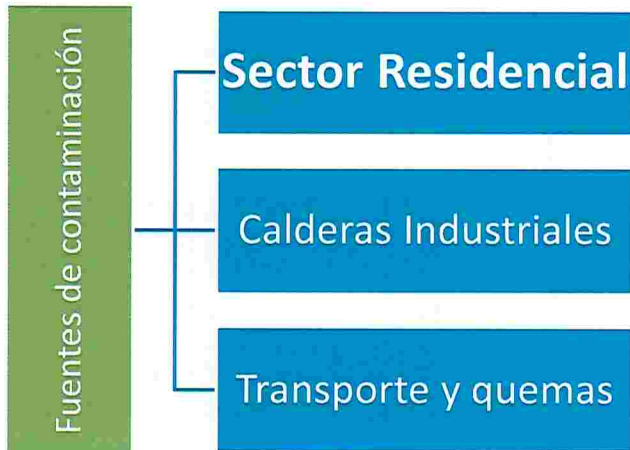 Fuentes de contaminación
Sector Residencial
Calderas Industriales
Transporte y quemas